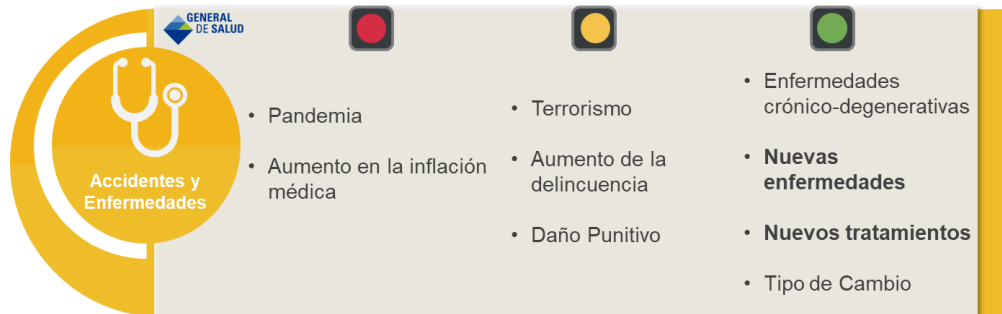 GENERAL
DE SALUD
Accidentes y
Enfermedades
• Pandemia
• Aumento en la inflación
médica
• Terrorismo
• Aumento de la
delincuencia
• Daño Punitivo
• Enfermedades
crónico-degenerativas
• Nuevas
enfermedades
• Nuevos tratamientos
• Tipo de Cambio